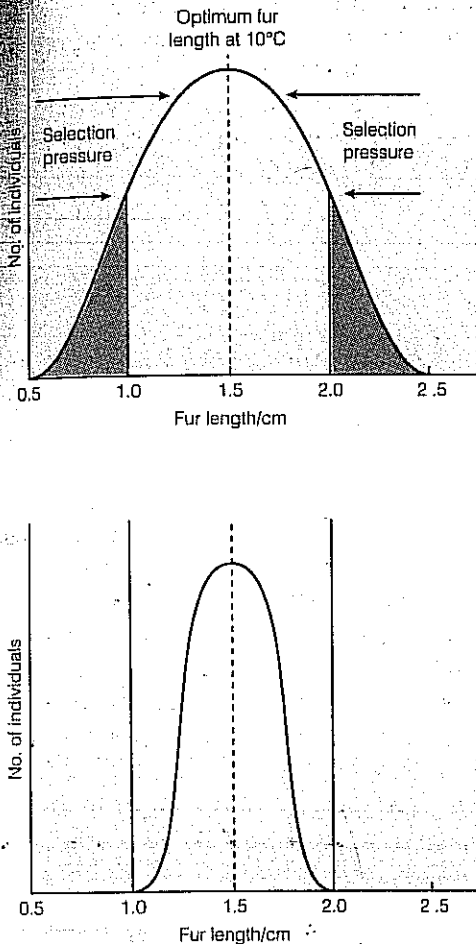 Optimum fur
length at 10°C
Selection
pressure
Selection
pressure
No. of individuals
0.5 1.0 1.5 2.0 2.5
Fur length/cm
No. of individuals
0.5 1.0 1.5 2.0 2.5
Fur length/cm